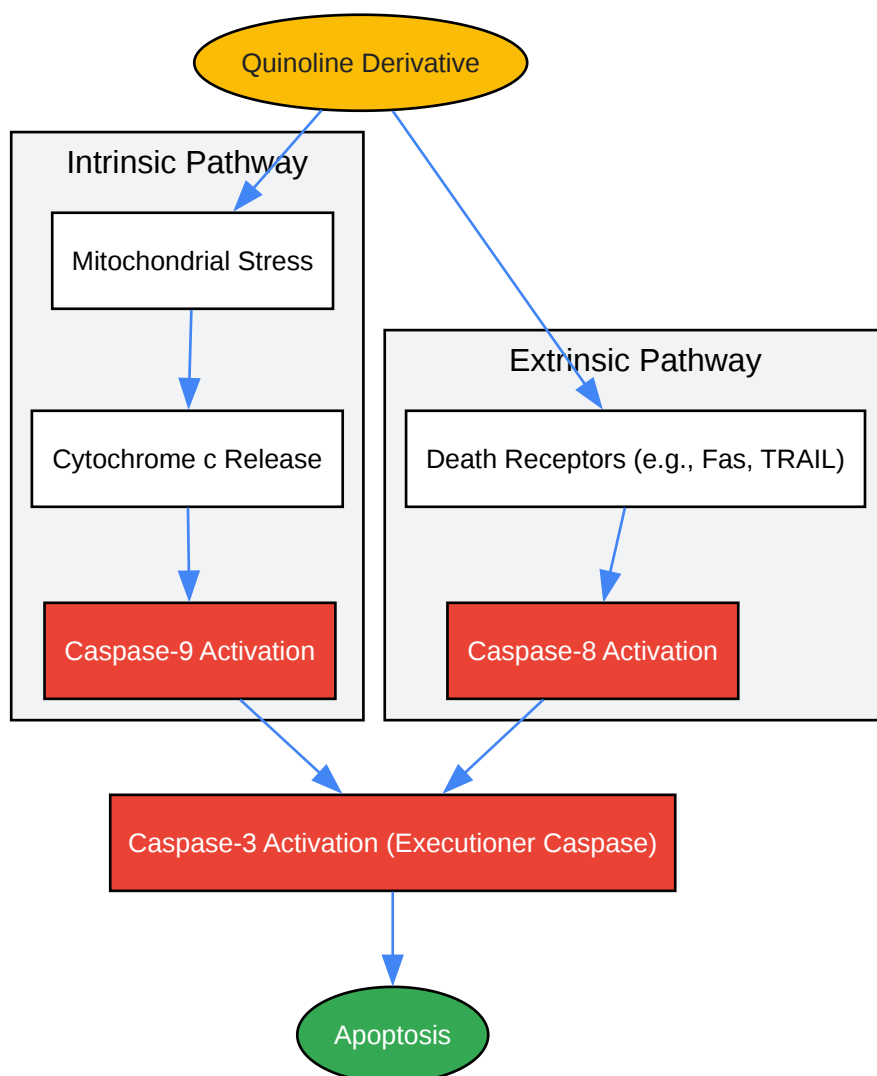 Quinoline Derivative
Intrinsic Pathway
Mitochondrial Stress
Cytochrome c Release
Caspase-9 Activation
Extrinsic Pathway
Death Receptors (e.g., Fas, TRAIL)
Caspase-8 Activation
Caspase-3 Activation (Executioner Caspase)
Apoptosis